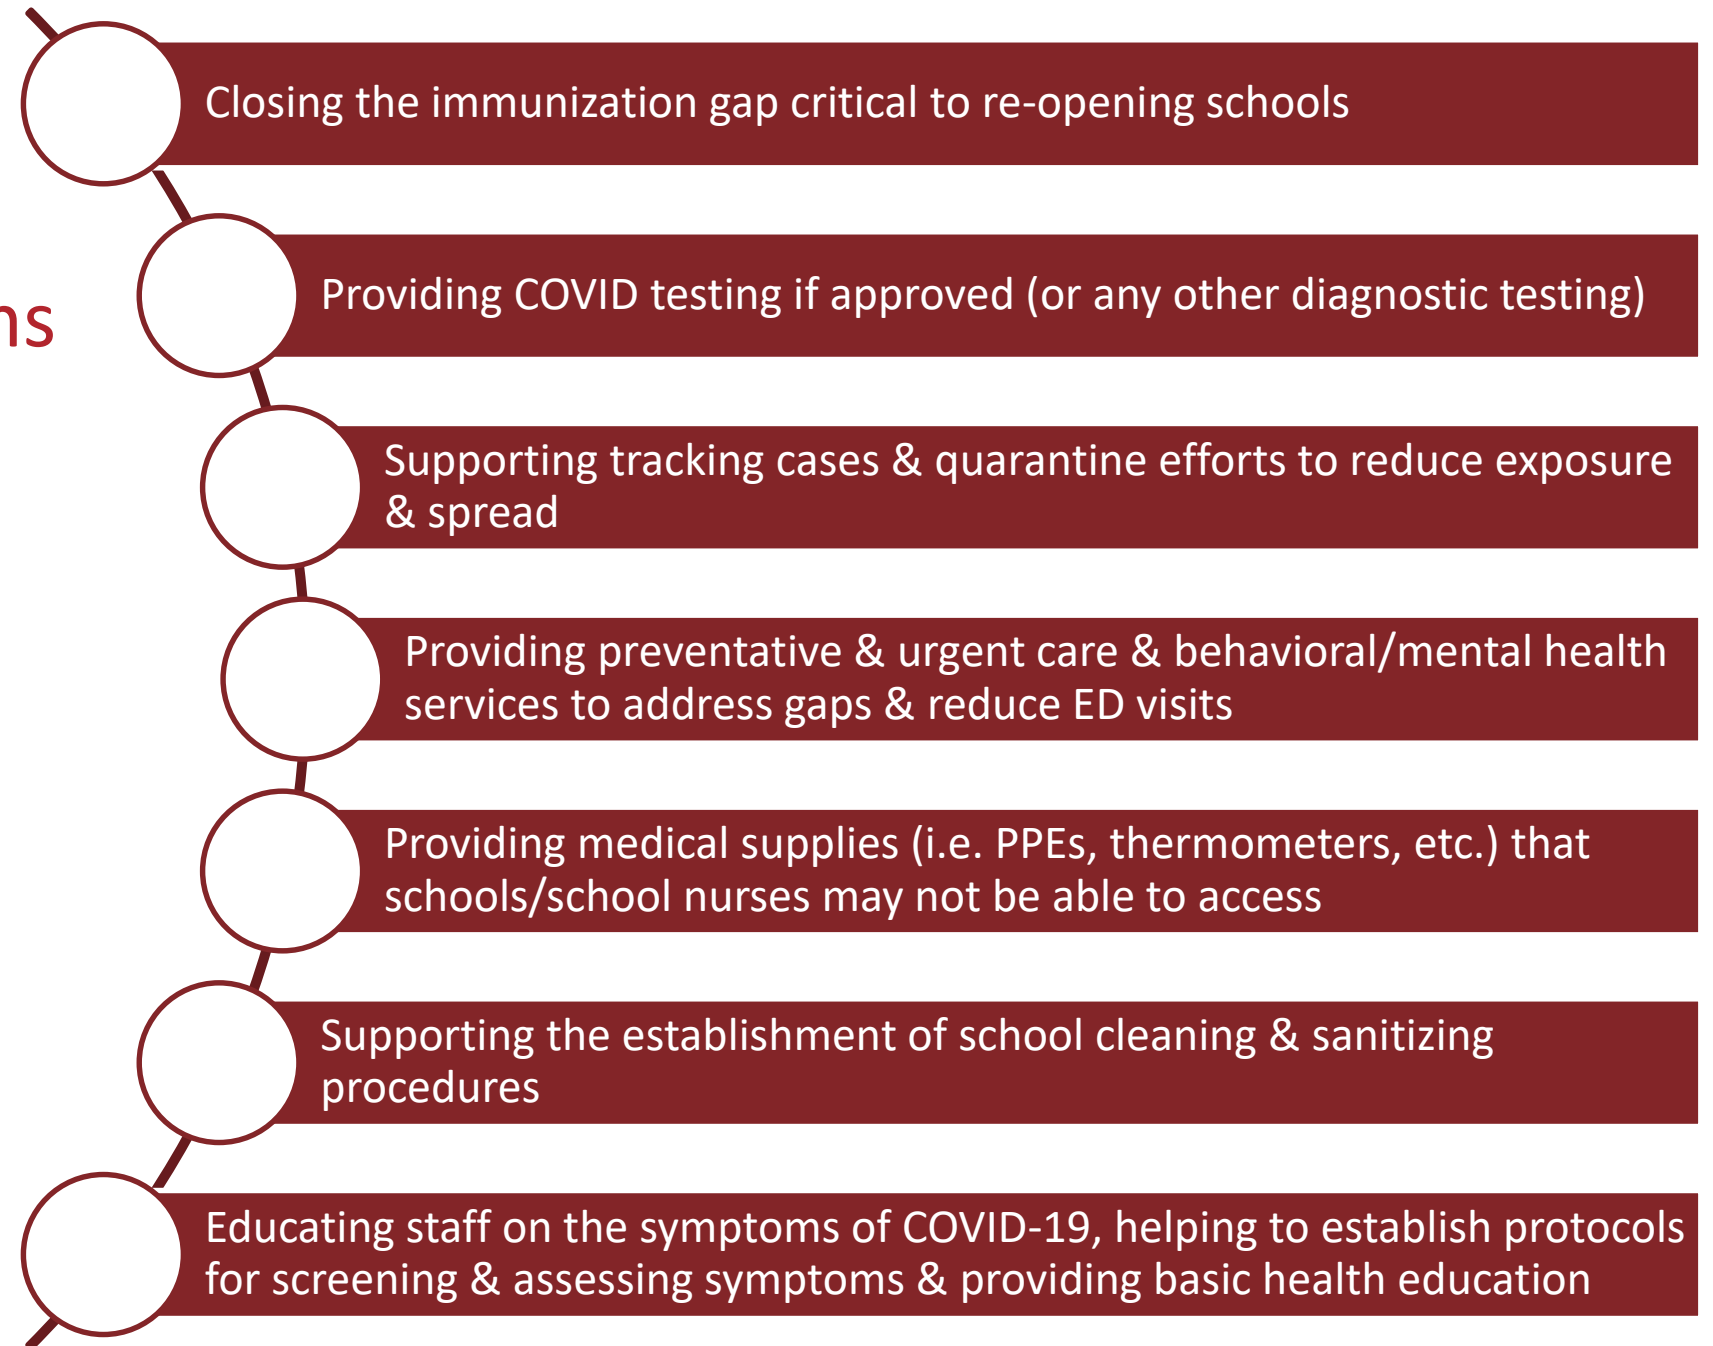 Closing the immunization gap critical to re-opening schools
Providing COVID testing if approved (or any other diagnostic testing)
Supporting tracking cases & quarantine efforts to reduce exposure
& spread
Providing preventative & urgent care & behavioral/mental health
services to address gaps & reduce ED visits
Providing medical supplies (i.e. PPEs, thermometers, etc.) that
schools/school nurses may not be able to access
Supporting the establishment of school cleaning & sanitizing
procedures
Educating staff on the symptoms of COVID-19, helping to establish protocols
for screening & assessing symptoms & providing basic health education